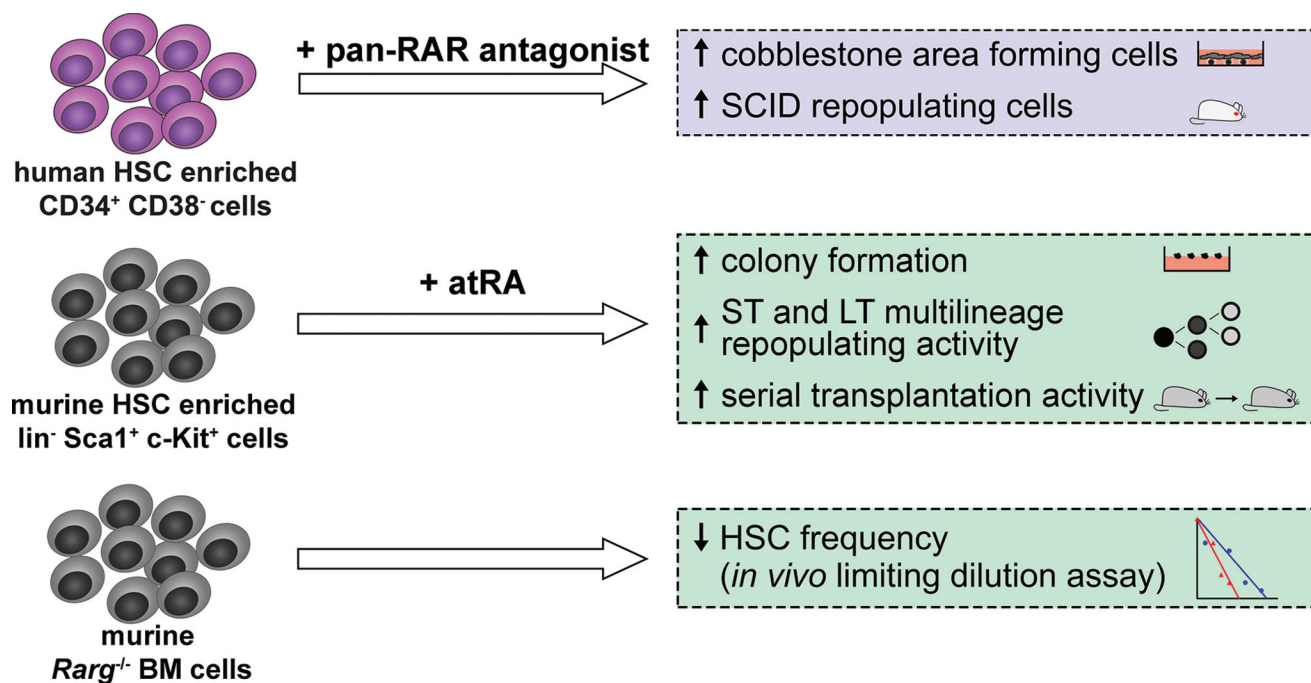 + pan-RAR antagonist
↑ cobblestone area forming cells
↑ SCID repopulating cells
human HSC enriched
CD34⁺ CD38⁻ cells
+ atRA
↑ colony formation
↑ ST and LT multilineage
repopulating activity
↑ serial transplantation activity
murine HSC enriched
lin⁻ Sca1⁺ c-Kit⁺ cells
↓ HSC frequency
(in vivo limiting dilution assay)
murine
Rarg⁻/⁻ BM cells